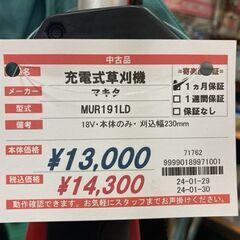 中古品
品名 充電式草刈機
メーカー マキタ
型式 MUR191LD
備考 18V・本体のみ・刈込幅230mm
保証
1ヵ月保証
1週間保証
保証なし
本体価格 ¥13,000
税込価格 ¥14,300
71762
99990189971001
24-01-29
24-01-30
動作確認できます。お気軽にスタッフまでお声掛けください。